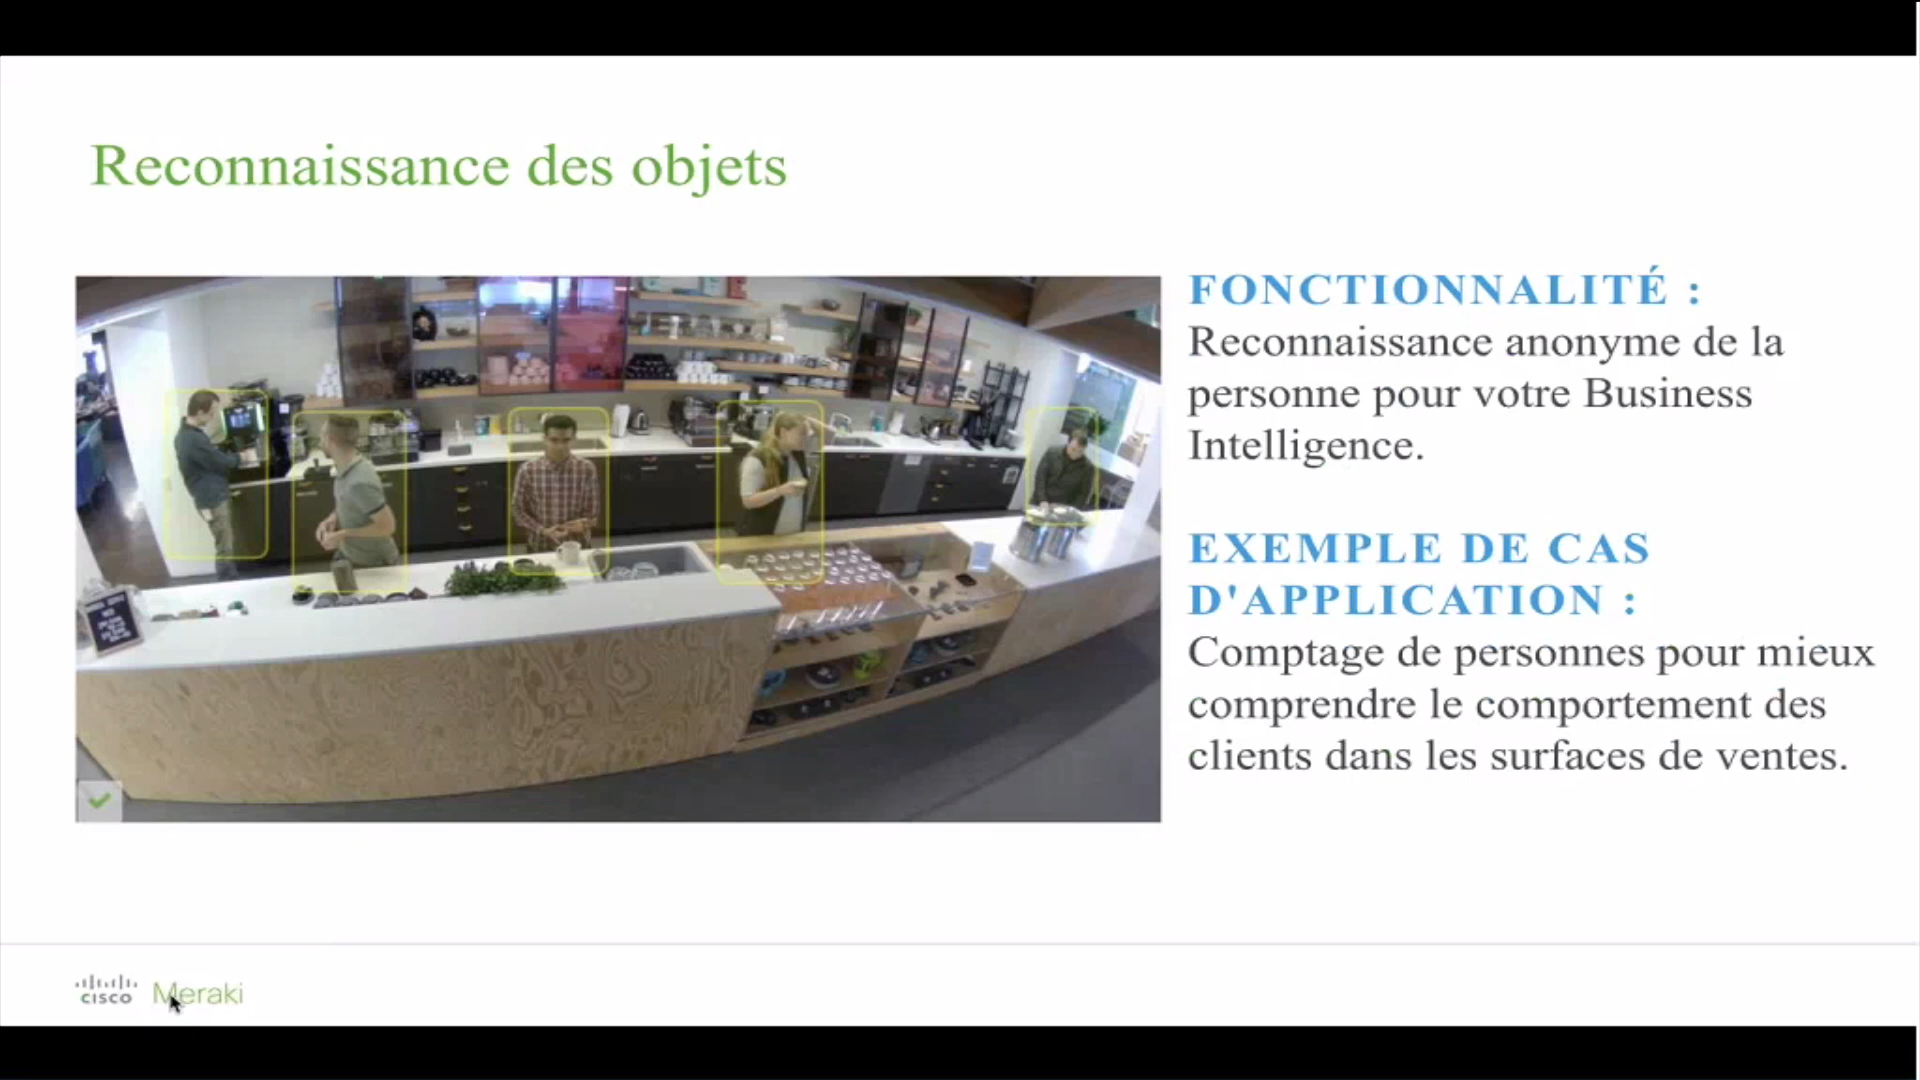 Reconnaissance des objets
FONCTIONNALITÉ :
Reconnaissance anonyme de la
personne pour votre Business
Intelligence.
EXEMPLE DE CAS
D'APPLICATION :
Comptage de personnes pour mieux
comprendre le comportement des
clients dans les surfaces de ventes.
CISCO Meraki